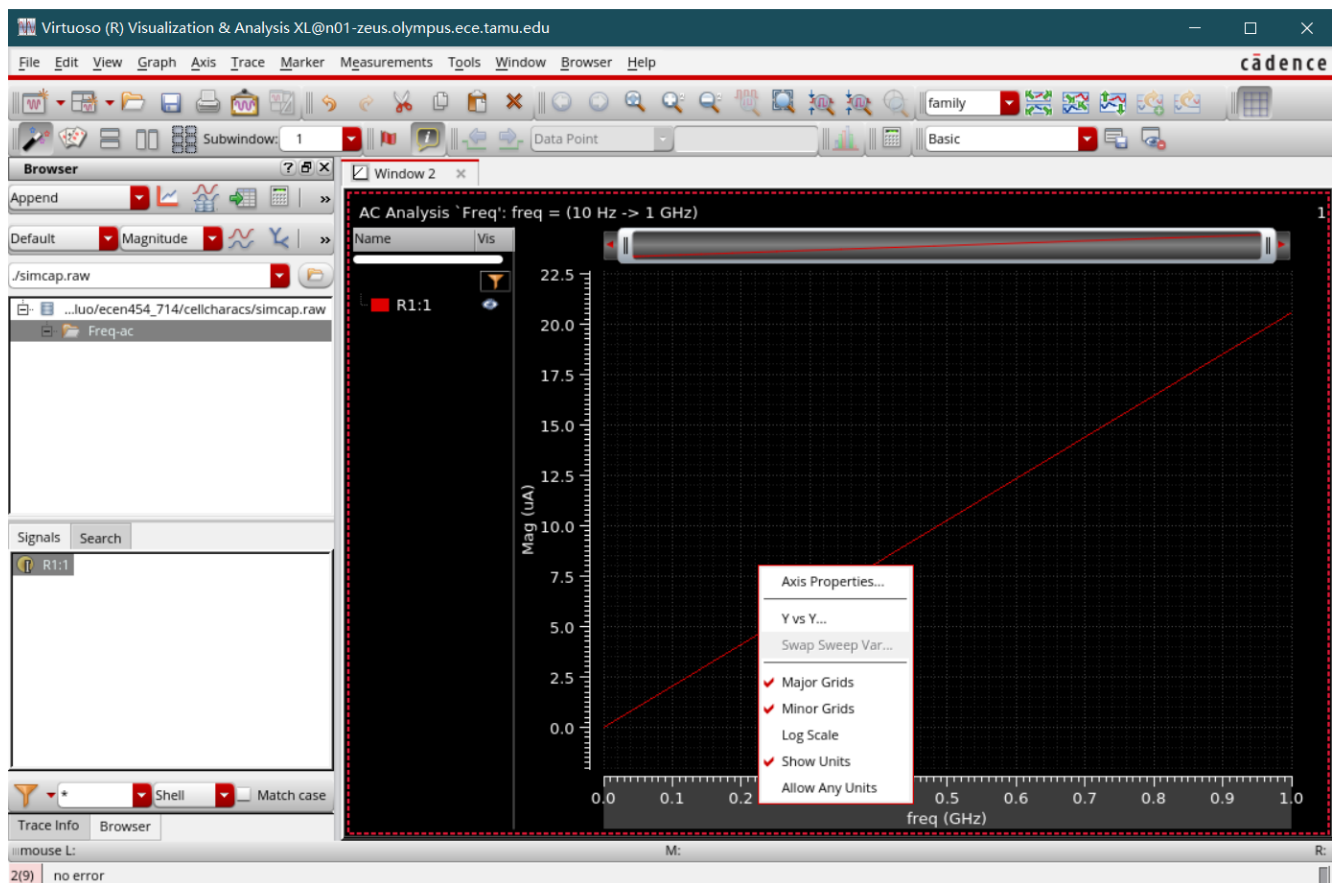 Virtuoso (R) Visualization & Analysis XL@n01-zeus.olympus.ece.tamu.edu
File Edit View Graph Axis Trace Marker Measurements Tools Window Browser Help
cādence
family
Subwindow: 1
Data Point
Basic
Browser
Window 2
Append
Default
Magnitude
./simcap.raw
...luo/ecen454_714/cellcharacs/simcap.raw
Freq-ac
Signals
Search
R1:1
*
Shell
Match case
Trace Info
Browser
AC Analysis `Freq': freq = (10 Hz -> 1 GHz)
1
Name
Vis
R1:1
22.5
20.0
17.5
15.0
12.5
10.0
7.5
5.0
2.5
0.0
Mag (uA)
Axis Properties...
Y vs Y...
Swap Sweep Var...
Major Grids
Minor Grids
Log Scale
Show Units
Allow Any Units
0.0 0.1 0.2 0.5 0.6 0.7 0.8 0.9 1.0
freq (GHz)
mouse L:
M:
R:
2(9)
no error